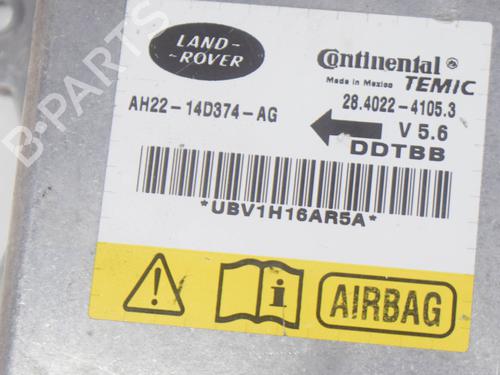 B-Parts
LAND-
-ROVER
Continental
Made in Mexico TEMIC
AH22-14D374-AG
28.4022-4105.3
V 5.6
DDTBB
*UBV1H16AR5A*
AIRBAG